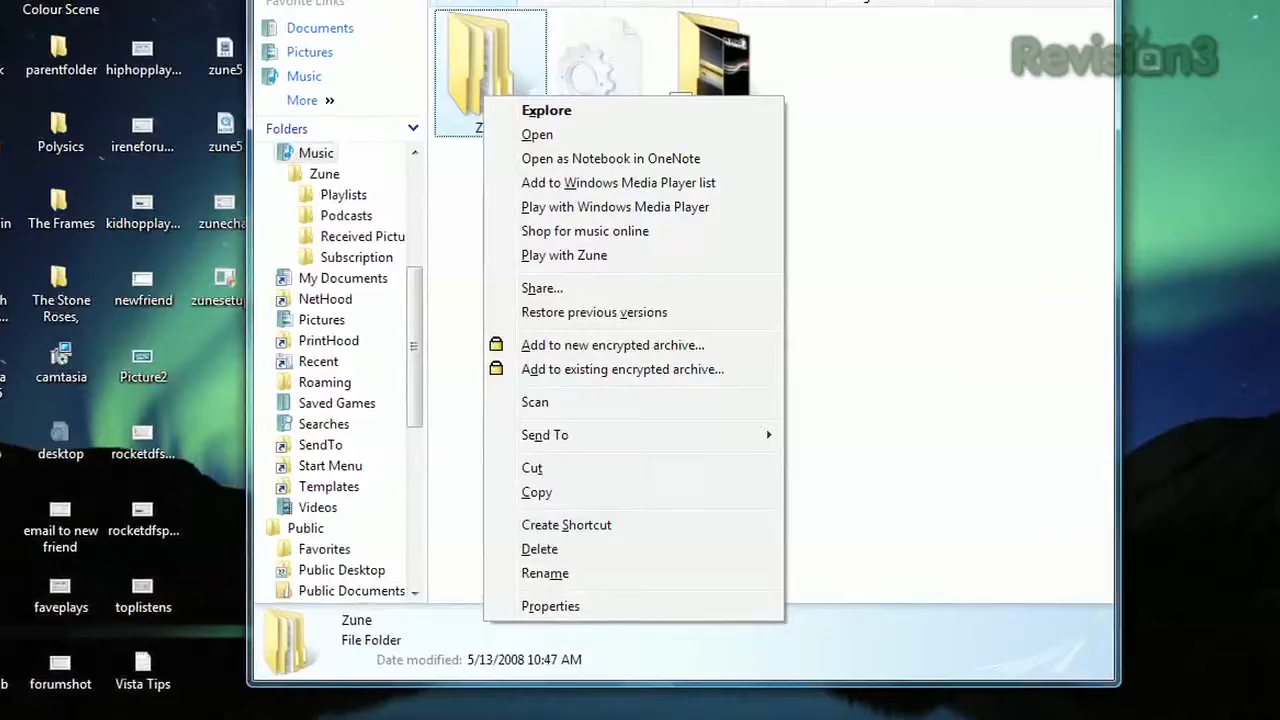 Colour Scene
parentfolder
hiphopplay...
zune5
Polysics
ireneforu...
zune5
The Frames
kidhopplay...
zunecha
The Stone
Roses,
newfriend
zunesetu
camtasia
Picture2
desktop
rocketdfs...
email to new
friend
rocketdfsp...
faveplays
toplistens
forumshot
Vista Tips
Favorite Links
Documents
Pictures
Music
More »
Folders
Music
Zune
Playlists
Podcasts
Received Pictu
Subscription
My Documents
NetHood
Pictures
PrintHood
Recent
Roaming
Saved Games
Searches
SendTo
Start Menu
Templates
Videos
Public
Favorites
Public Desktop
Public Documents
Explore
Open
Open as Notebook in OneNote
Add to Windows Media Player list
Play with Windows Media Player
Shop for music online
Play with Zune
Share...
Restore previous versions
Add to new encrypted archive...
Add to existing encrypted archive...
Scan
Send To
Cut
Copy
Create Shortcut
Delete
Rename
Properties
Zune
File Folder
Date modified: 5/13/2008 10:47 AM
Revision3